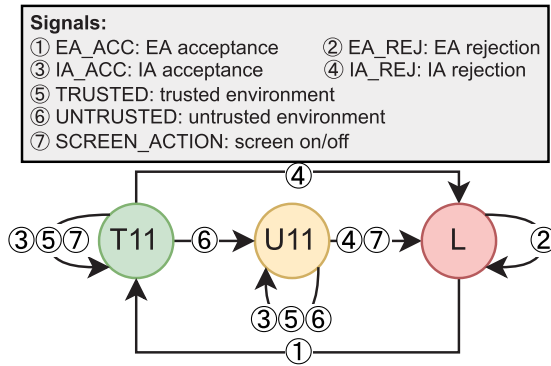 Signals:
① EA_ACC: EA acceptance ② EA_REJ: EA rejection
③ IA_ACC: IA acceptance ④ IA_REJ: IA rejection
⑤ TRUSTED: trusted environment
⑥ UNTRUSTED: untrusted environment
⑦ SCREEN_ACTION: screen on/off
④
③⑤⑦ T11 ⑥ U11 ④⑦ L ②
③⑤⑥
①